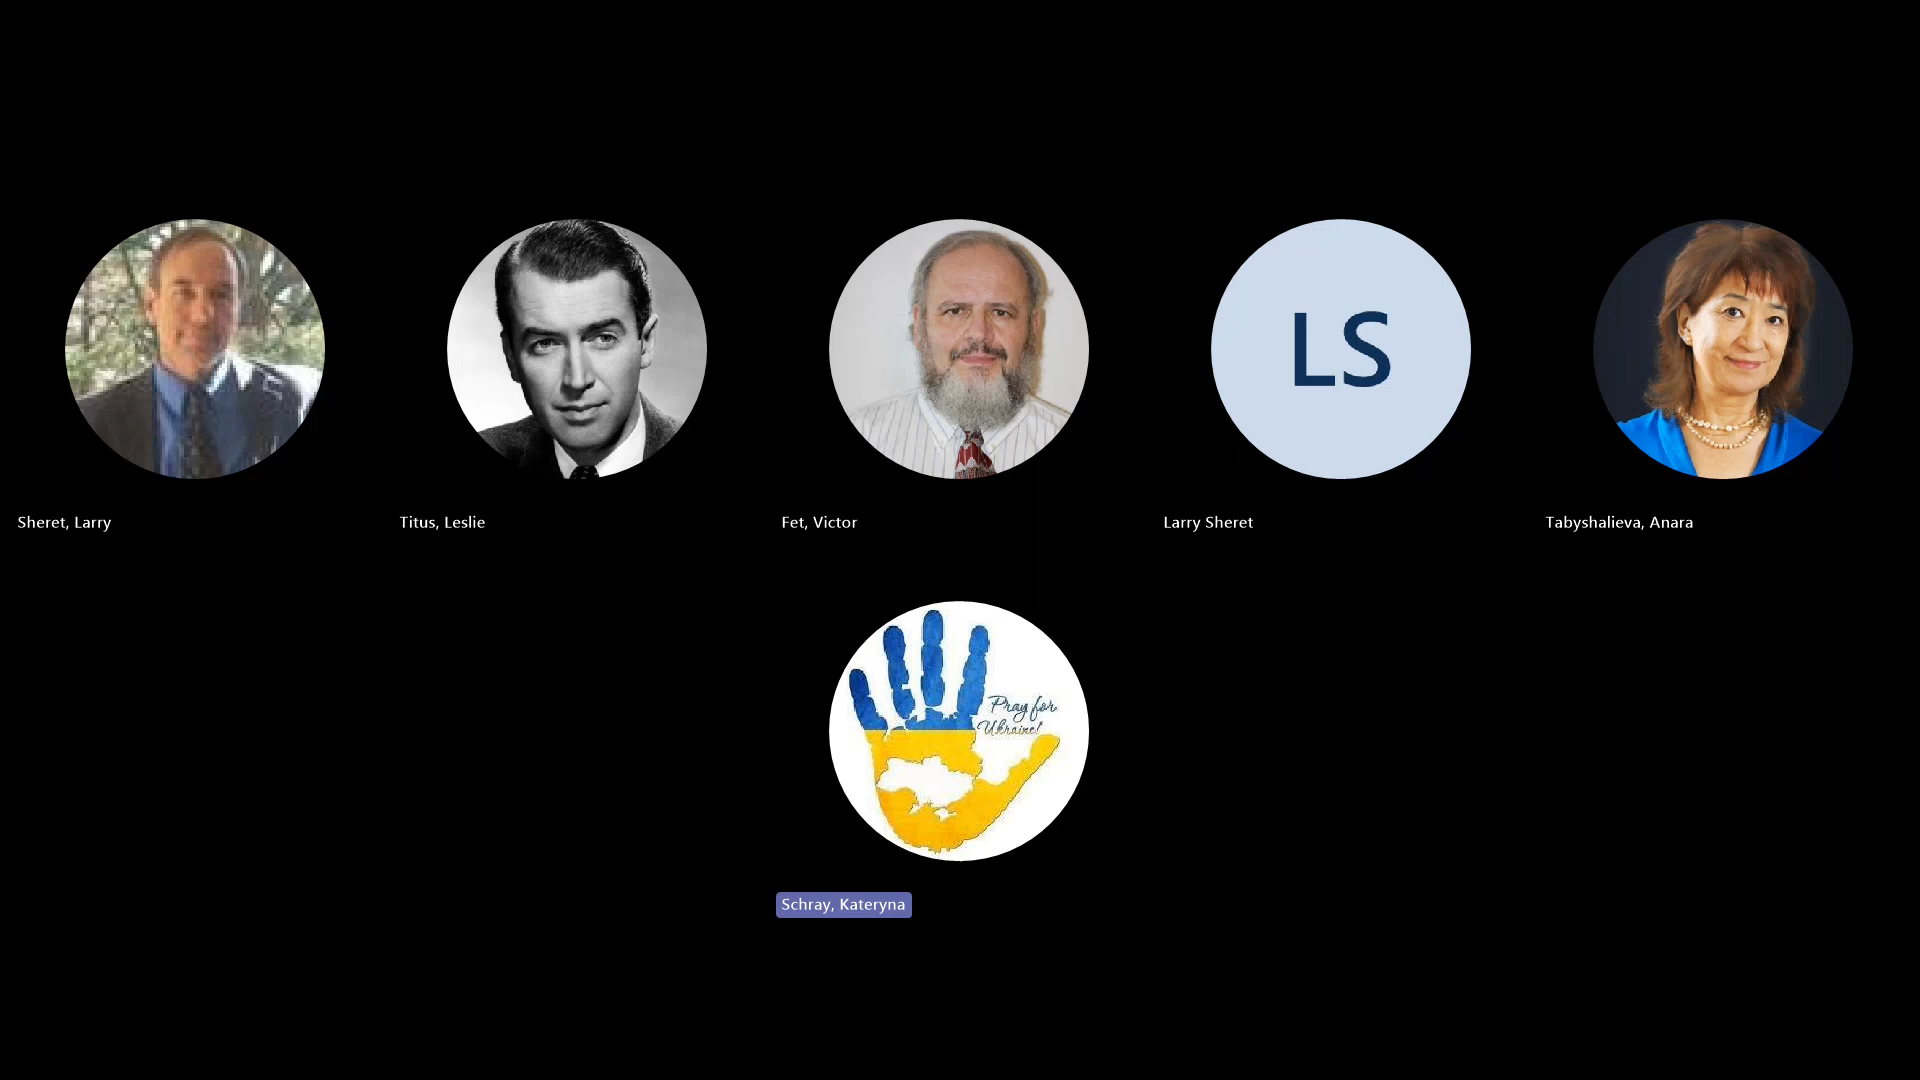 LS
Sheret, Larry
Titus, Leslie
Fet, Victor
Larry Sheret
Tabyshalieva, Anara
Pray for
Ukraine!
Schray, Kateryna